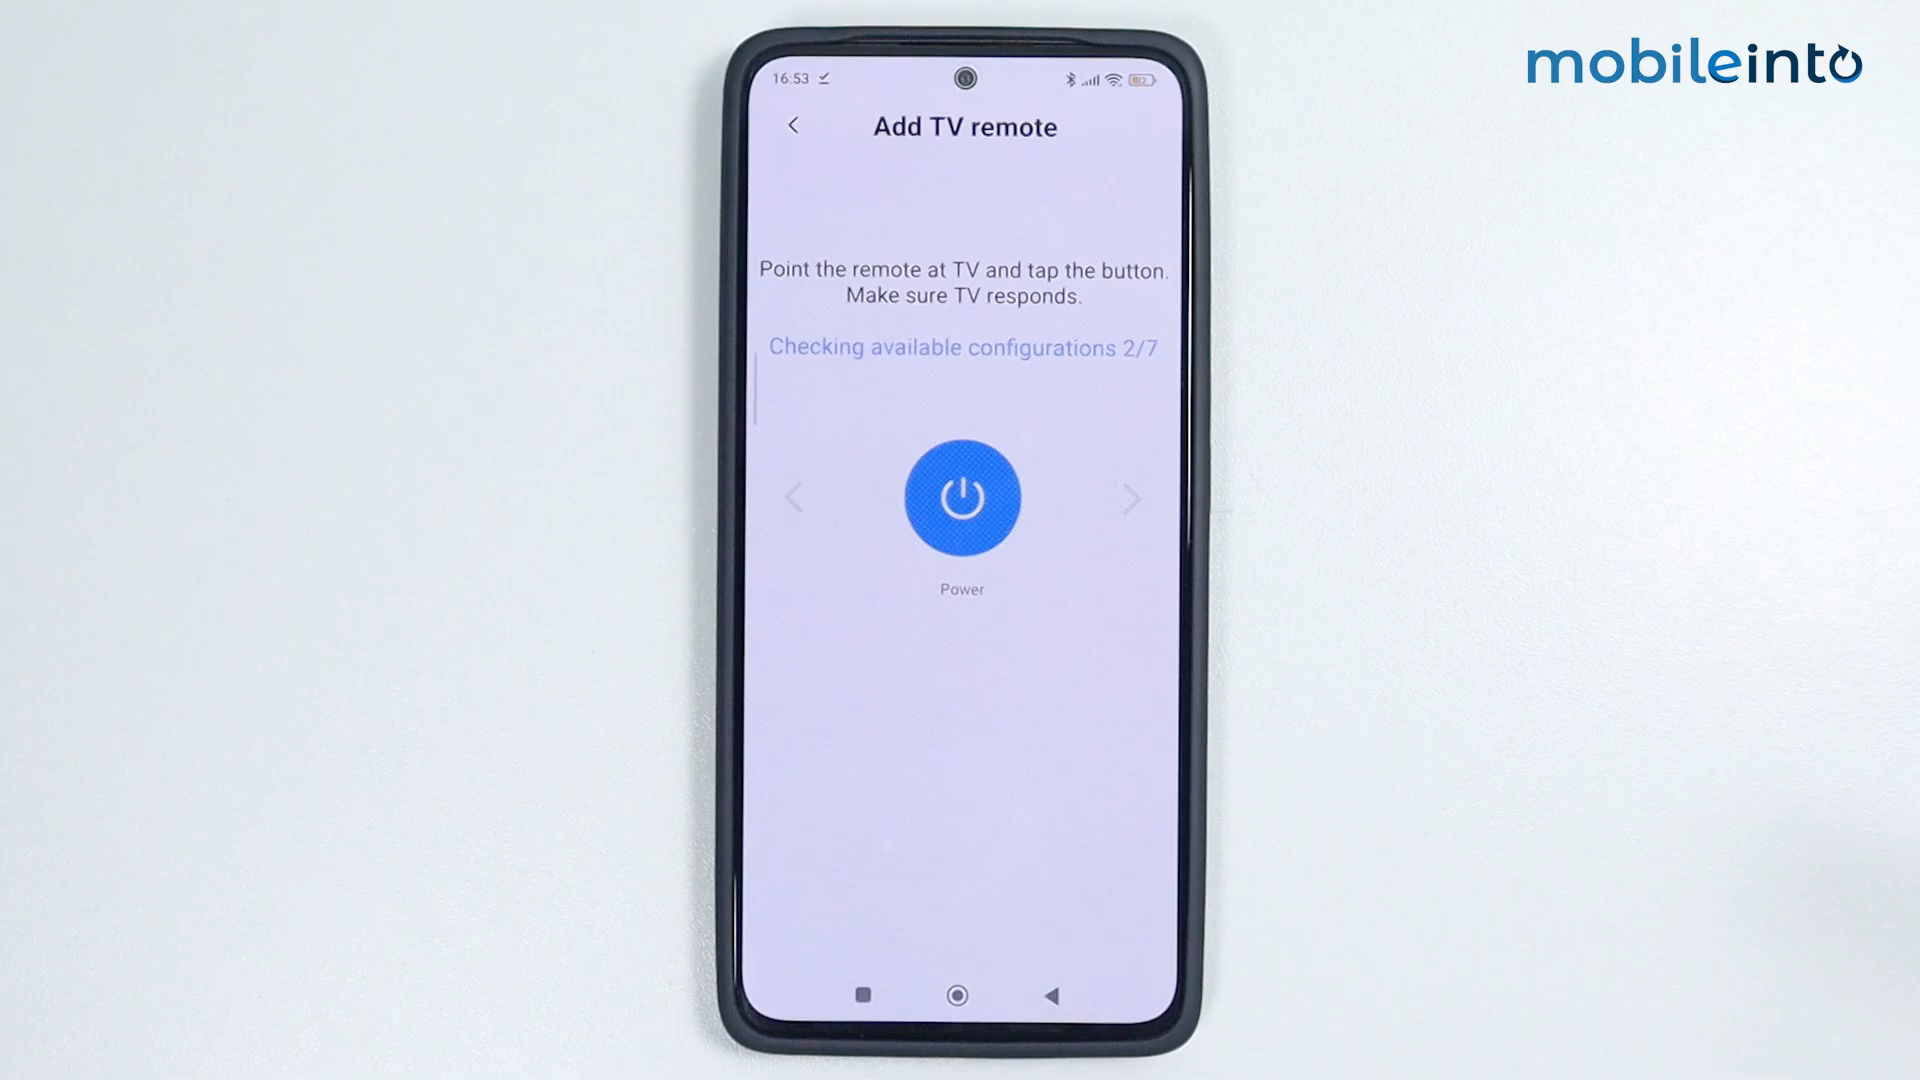 mobileinto
16:53
Add TV remote
Point the remote at TV and tap the button.
Make sure TV responds.
Checking available configurations 2/7
Power